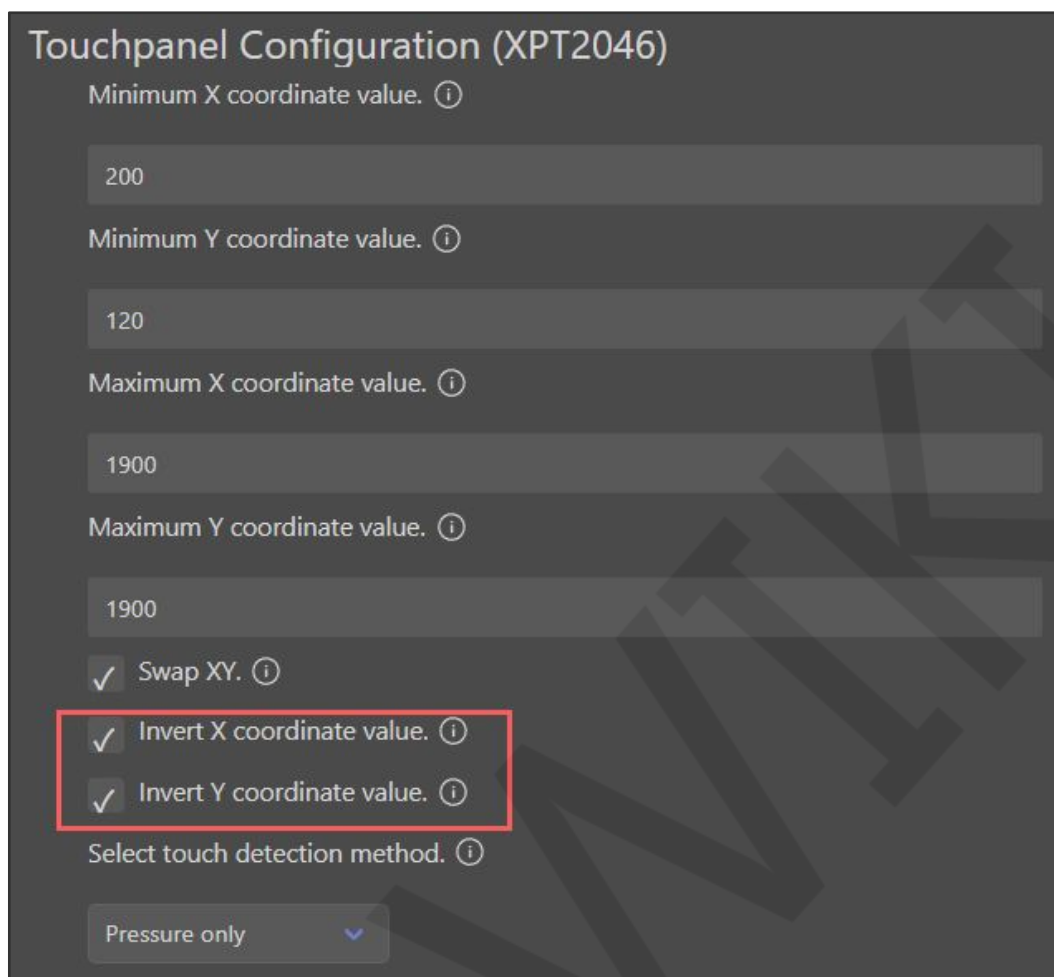 Touchpanel Configuration (XPT2046)
Minimum X coordinate value.
200
Minimum Y coordinate value.
120
Maximum X coordinate value.
1900
Maximum Y coordinate value.
1900
Swap XY.
Invert X coordinate value.
Invert Y coordinate value.
Select touch detection method.
Pressure only
WIKI